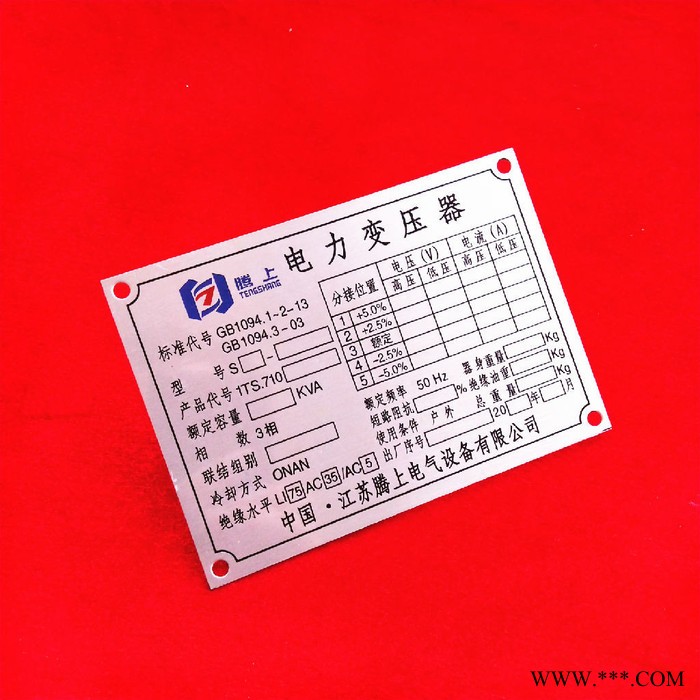 腾上
TENGSHANG
电力变压器
标准代号 GB1094.1-2-13
GB1094.3-03
型 号 S□-
产品代号 1TS.710
额定容量 KVA
相 数 3相
联结组别
冷却方式 ONAN
绝缘水平 LI 75 AC 35 / AC 5
分接位置 电压(V) 电流(A)
高压 低压 高压 低压
1 +5.0%
2 +2.5%
3 额定
4 -2.5%
5 -5.0%
额定频率 50 Hz 器身重量 Kg
短路阻抗 % 绝缘油重 Kg
使用条件 户外 总重量 Kg
出厂序号 20 年 月
中国·江苏腾上电气设备有限公司
WWW.***.COM